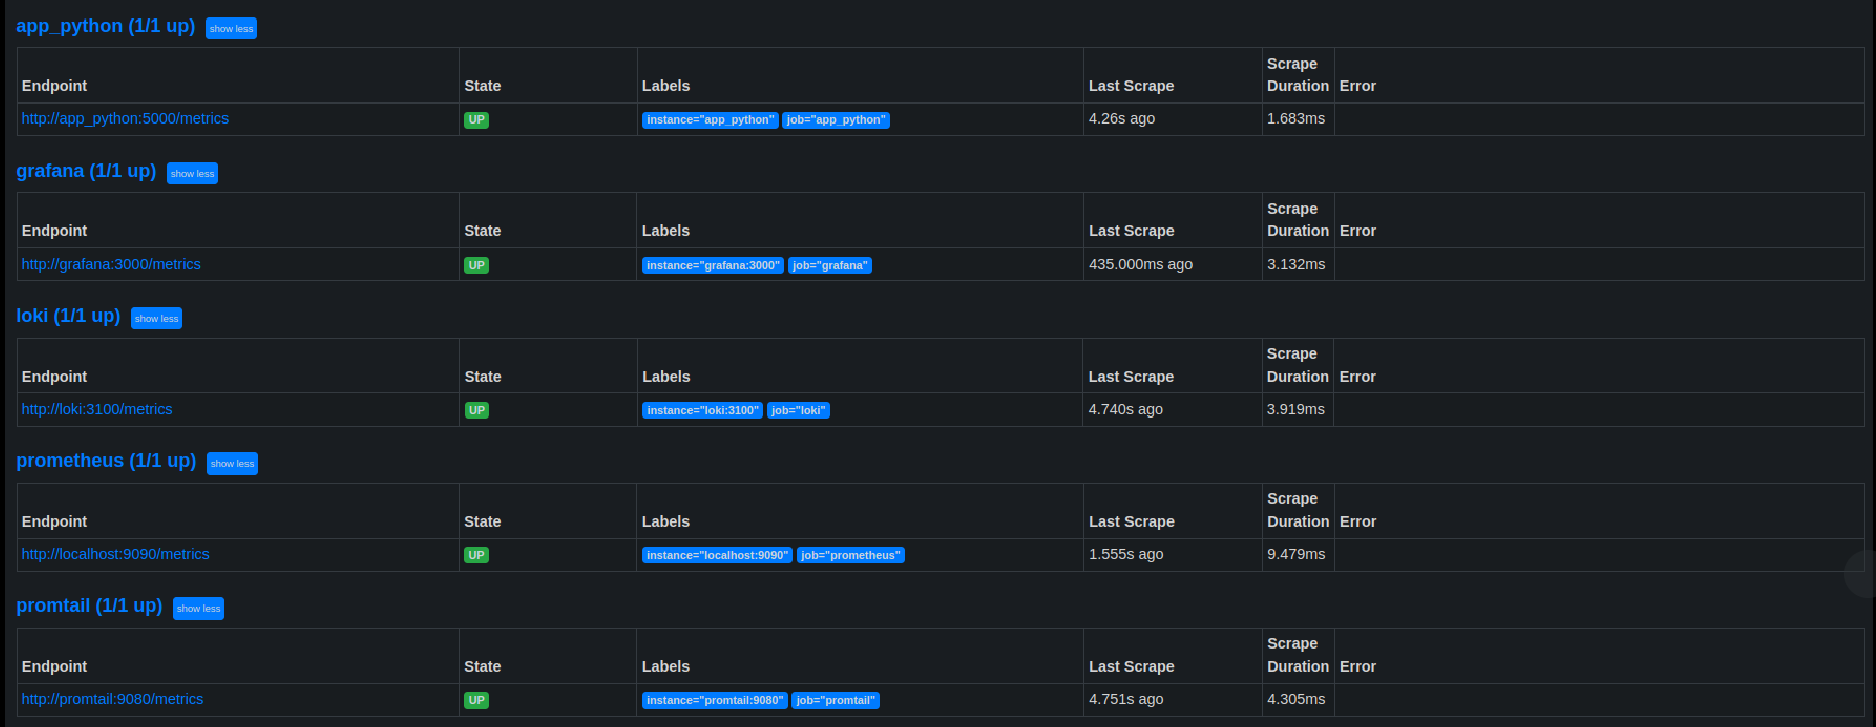 app_python (1/1 up) show less
Endpoint State Labels Last Scrape Scrape Duration Error
http://app_python:5000/metrics UP instance="app_python" job="app_python" 4.26s ago 1.683ms
grafana (1/1 up) show less
Endpoint State Labels Last Scrape Scrape Duration Error
http://grafana:3000/metrics UP instance="grafana:3000" job="grafana" 435.000ms ago 3.132ms
loki (1/1 up) show less
Endpoint State Labels Last Scrape Scrape Duration Error
http://loki:3100/metrics UP instance="loki:3100" job="loki" 4.740s ago 3.919ms
prometheus (1/1 up) show less
Endpoint State Labels Last Scrape Scrape Duration Error
http://localhost:9090/metrics UP instance="localhost:9090" job="prometheus" 1.555s ago 9.479ms
promtail (1/1 up) show less
Endpoint State Labels Last Scrape Scrape Duration Error
http://promtail:9080/metrics UP instance="promtail:9080" job="promtail" 4.751s ago 4.305ms